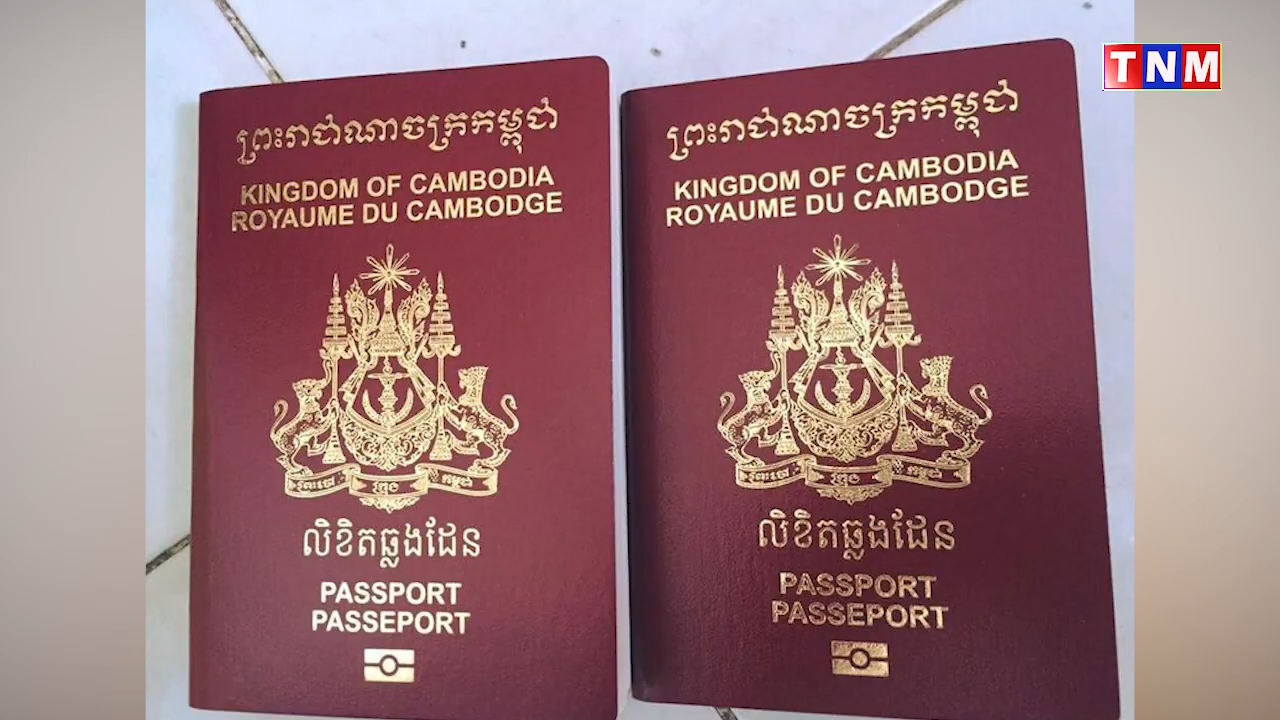 TNM
ព្រះរាជាណាចក្រកម្ពុជា
KINGDOM OF CAMBODIA
ROYAUME DU CAMBODGE
លិខិតឆ្លងដែន
PASSPORT
PASSEPORT
ព្រះរាជាណាចក្រកម្ពុជា
KINGDOM OF CAMBODIA
ROYAUME DU CAMBODGE
លិខិតឆ្លងដែន
PASSPORT
PASSEPORT